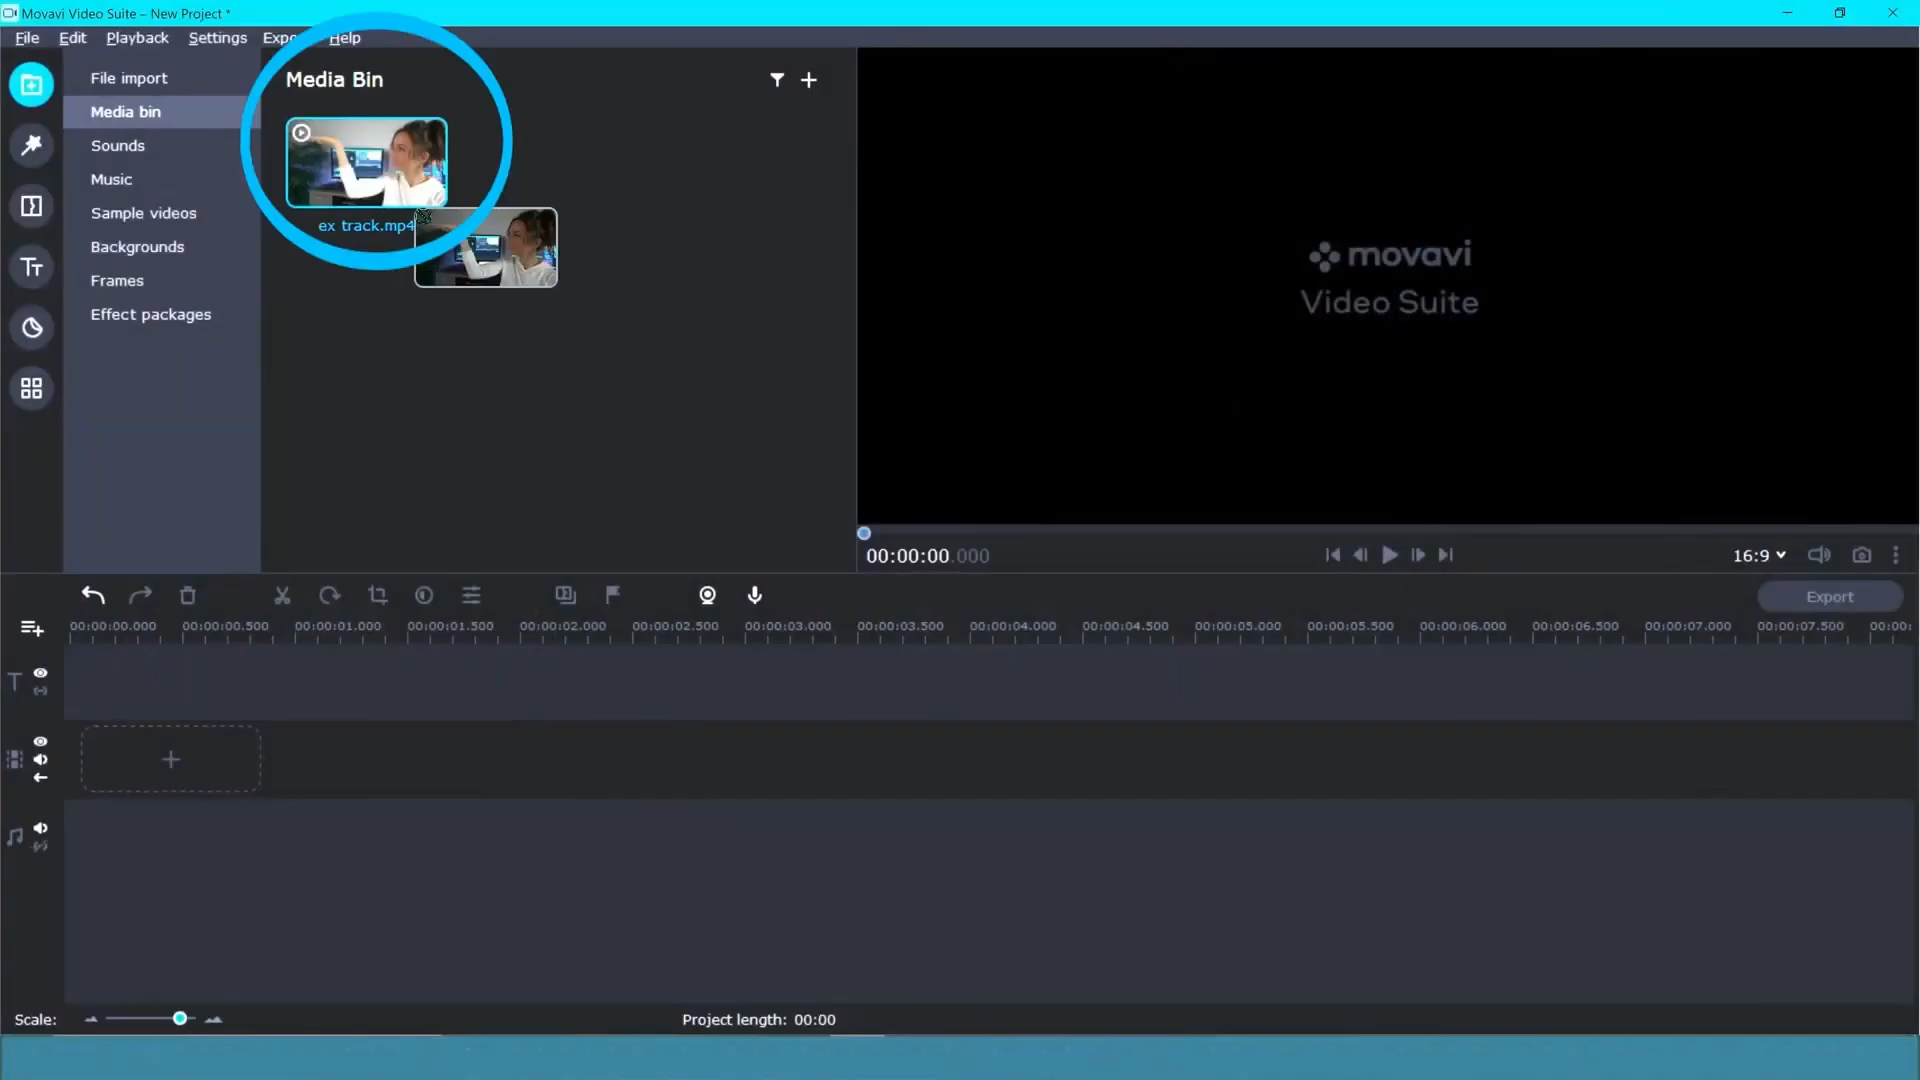 Movavi Video Suite – New Project *
File Edit Playback Settings Expo Help
File import
Media bin
Sounds
Music
Sample videos
Backgrounds
Frames
Effect packages
Media Bin
ex track.mp4
movavi
Video Suite
00:00:00.000
16:9
Export
00:00:00.000 00:00:00.500 00:00:01.000 00:00:01.500 00:00:02.000 00:00:02.500 00:00:03.000 00:00:03.500 00:00:04.000 00:00:04.500 00:00:05.000 00:00:05.500 00:00:06.000 00:00:06.500 00:00:07.000 00:00:07.500 00:00:
Scale:
Project length: 00:00